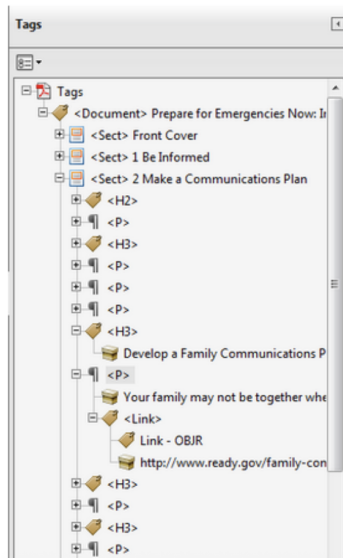 Tags
Tags
<Document> Prepare for Emergencies Now: I
<Sect> Front Cover
<Sect> 1 Be Informed
<Sect> 2 Make a Communications Plan
<H2>
<P>
<H3>
<P>
<P>
<P>
<H3>
Develop a Family Communications P
<P>
Your family may not be together whe
<Link>
Link - OBJR
http://www.ready.gov/family-con
<H3>
<P>
<H3>
<P>